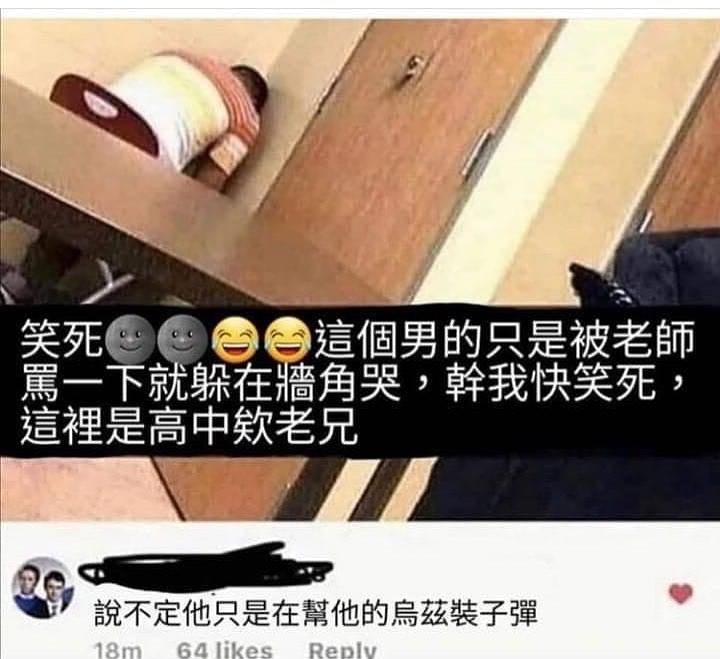 笑死🌚🌚😂😂這個男的只是被老師
罵一下就躲在牆角哭，幹我快笑死，
這裡是高中欸老兄
說不定他只是在幫他的烏茲裝子彈
18m 64 likes Reply